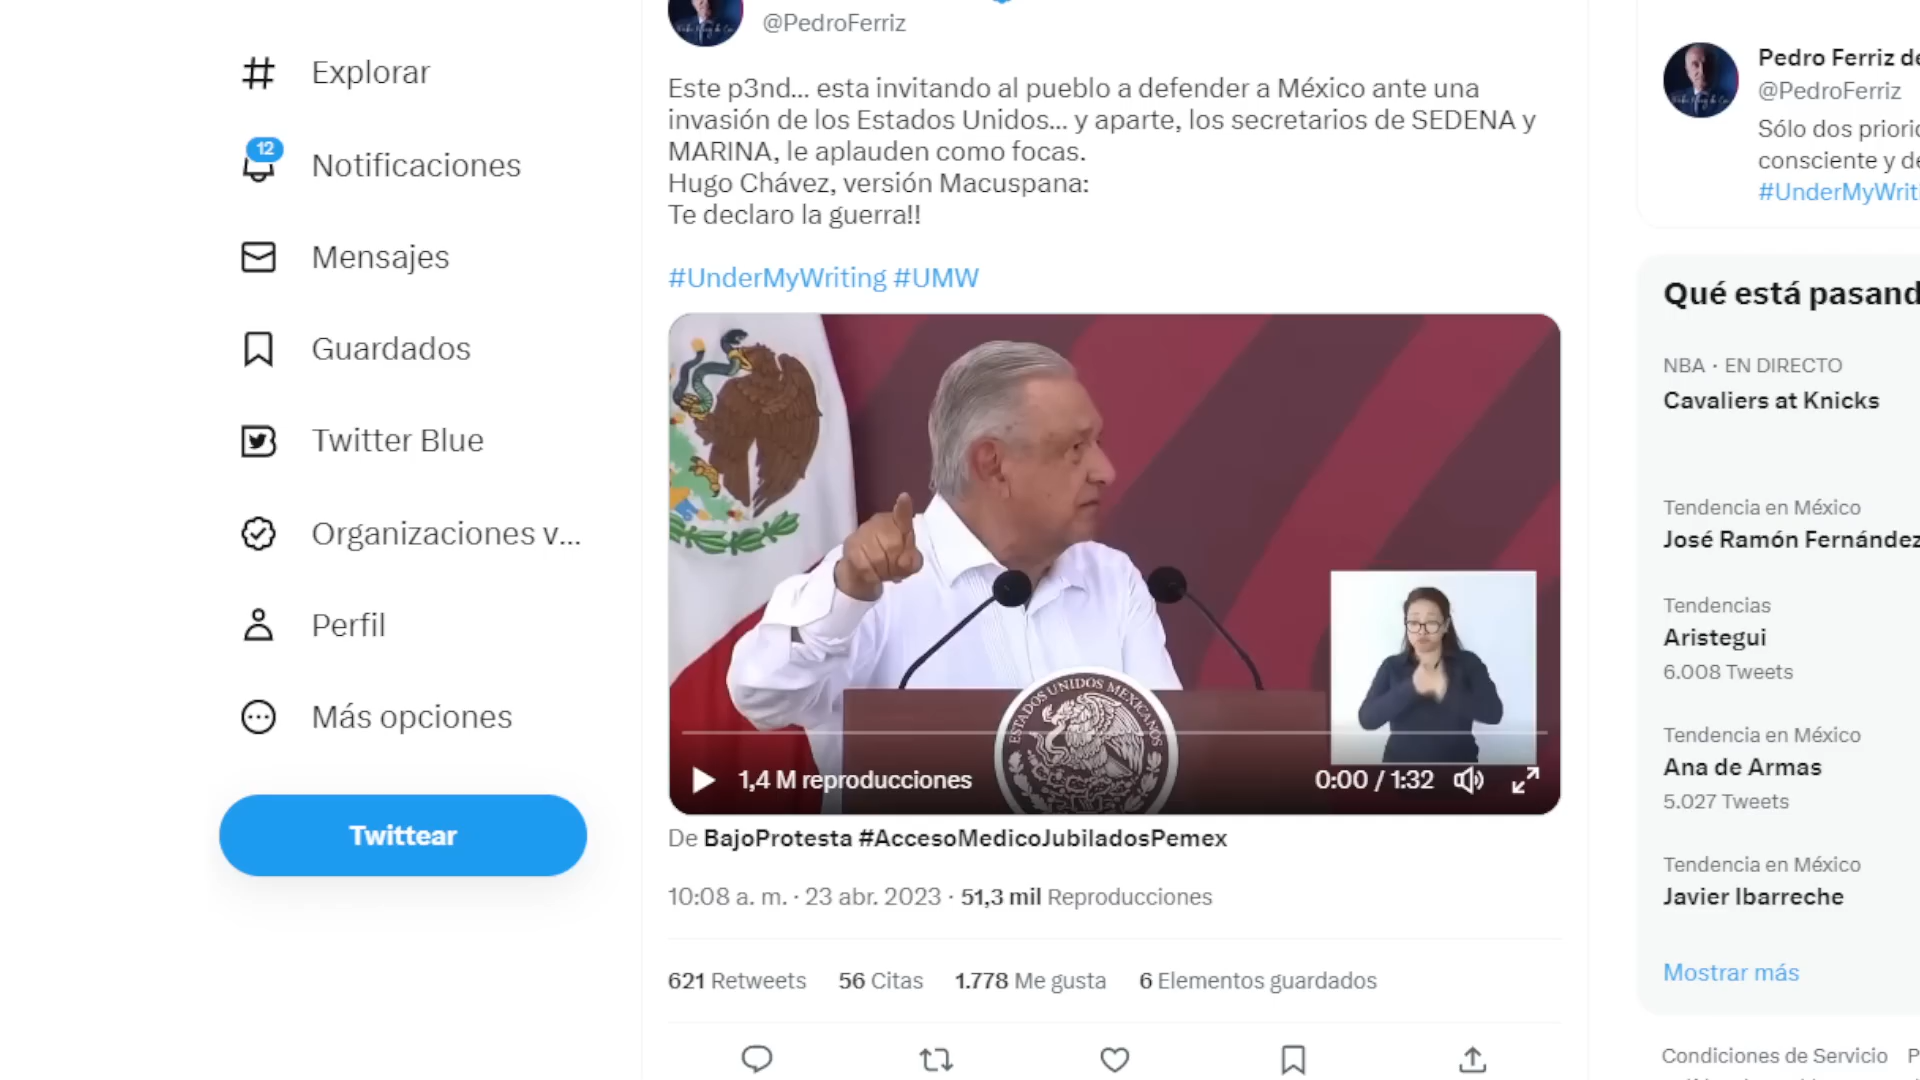 Explorar
12
Notificaciones
Mensajes
Guardados
Twitter Blue
Organizaciones v...
Perfil
Más opciones
Twittear
@PedroFerriz
Este p3nd... esta invitando al pueblo a defender a México ante una
invasión de los Estados Unidos... y aparte, los secretarios de SEDENA y
MARINA, le aplauden como focas.
Hugo Chávez, versión Macuspana:
Te declaro la guerra!!
#UnderMyWriting #UMW
ESTADOS UNIDOS MEXICANOS
1,4 M reproducciones
0:00 / 1:32
De BajoProtesta #AccesoMedicoJubiladosPemex
10:08 a. m. · 23 abr. 2023 · 51,3 mil Reproducciones
621 Retweets 56 Citas 1.778 Me gusta 6 Elementos guardados
Pedro Ferriz de
@PedroFerriz
Sólo dos priorid
consciente y de
#UnderMyWriti
Qué está pasand
NBA · EN DIRECTO
Cavaliers at Knicks
Tendencia en México
José Ramón Fernández
Tendencias
Aristegui
6.008 Tweets
Tendencia en México
Ana de Armas
5.027 Tweets
Tendencia en México
Javier Ibarreche
Mostrar más
Condiciones de Servicio P